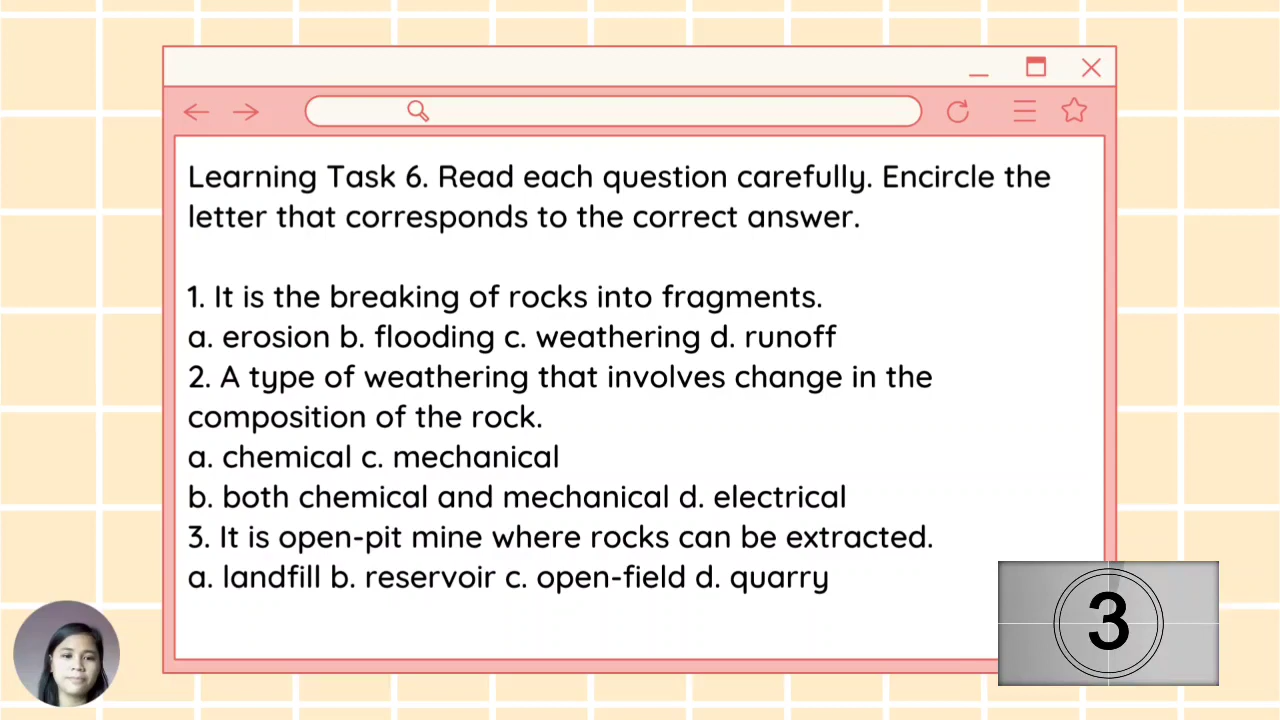 Learning Task 6. Read each question carefully. Encircle the
letter that corresponds to the correct answer.
1. It is the breaking of rocks into fragments.
a. erosion b. flooding c. weathering d. runoff
2. A type of weathering that involves change in the
composition of the rock.
a. chemical c. mechanical
b. both chemical and mechanical d. electrical
3. It is open-pit mine where rocks can be extracted.
a. landfill b. reservoir c. open-field d. quarry
3